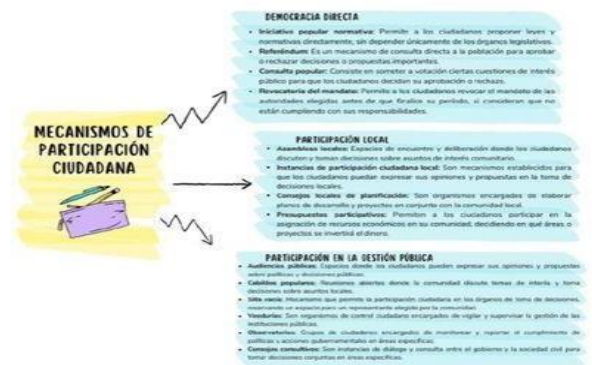 MECANISMOS DE
PARTICIPACIÓN
CIUDADANA
DEMOCRACIA DIRECTA
• Iniciativa popular normativa: Permite a los ciudadanos proponer leyes y
normativas directamente, sin depender únicamente de los órganos legislativos.
• Referéndum: Es un mecanismo de consulta directa a la población para aprobar
o rechazar decisiones o propuestas importantes.
• Consulta popular: Consiste en someter a votación ciertas cuestiones de interés
público para que los ciudadanos decidan su aprobación o rechazo.
• Revocatoria del mandato: Permite a los ciudadanos revocar el mandato de las
autoridades elegidas antes de que finalice su período, si consideran que no
están cumpliendo con sus responsabilidades.
PARTICIPACIÓN LOCAL
• Asambleas locales: Espacios de encuentro y deliberación donde los ciudadanos
discuten y toman decisiones sobre asuntos de interés comunitario.
• Instancias de participación ciudadana local: Son mecanismos establecidos para
que los ciudadanos puedan expresar sus opiniones y propuestas en la toma de
decisiones locales.
• Consejos locales de planificación: Son organismos encargados de elaborar
planes de desarrollo y proyectos en conjunto con la comunidad local.
• Presupuestos participativos: Permiten a los ciudadanos participar en la
asignación de recursos económicos en su comunidad, decidiendo en qué áreas o
proyectos se invertirá el dinero.
PARTICIPACIÓN EN LA GESTIÓN PÚBLICA
• Audiencias públicas: Espacios donde los ciudadanos pueden expresar sus opiniones y propuestas
sobre políticas y decisiones públicas.
• Cabildos populares: Reuniones abiertas donde la comunidad discute temas de interés y toma
decisiones sobre asuntos locales.
• Silla vacía: Mecanismo que permite la participación ciudadana en los órganos de toma de decisiones,
reservando un espacio para un representante elegido por la comunidad.
• Veedurías: Son organismos de control ciudadano encargados de vigilar y supervisar la gestión de las
instituciones públicas.
• Observatorios: Grupos de ciudadanos encargados de monitorear y reportar el cumplimiento de
políticas y acciones gubernamentales en áreas específicas.
• Consejos consultivos: Son instancias de diálogo y consulta entre el gobierno y la sociedad civil para
tomar decisiones conjuntas en áreas específicas.